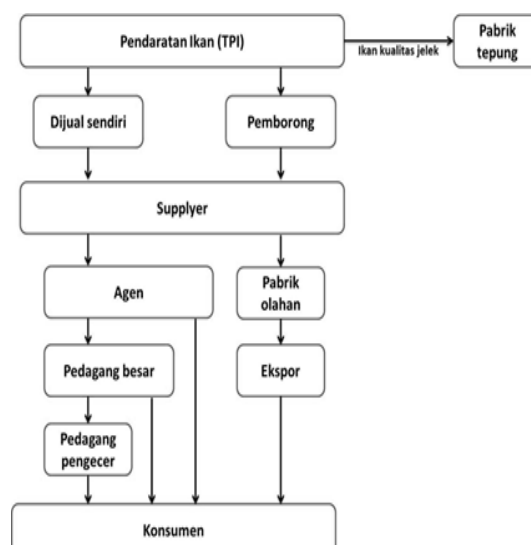 Pendaratan Ikan (TPI)
Ikan kualitas jelek
Pabrik
tepung
Dijual sendiri
Pemborong
Supplyer
Agen
Pabrik
olahan
Pedagang besar
Ekspor
Pedagang
pengecer
Konsumen